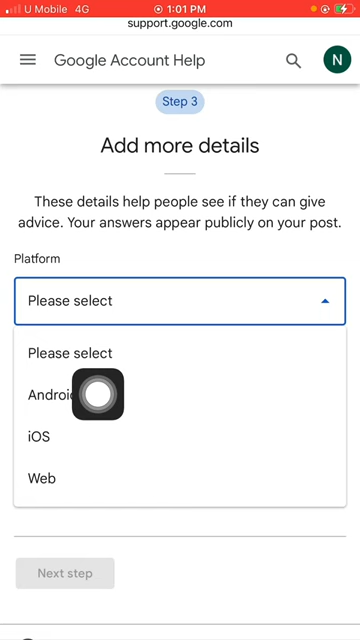 U Mobile 4G 1:01 PM
support.google.com
Google Account Help N
Step 3
Add more details
These details help people see if they can give
advice. Your answers appear publicly on your post.
Platform
Please select
Please select
Android
iOS
Web
Next step